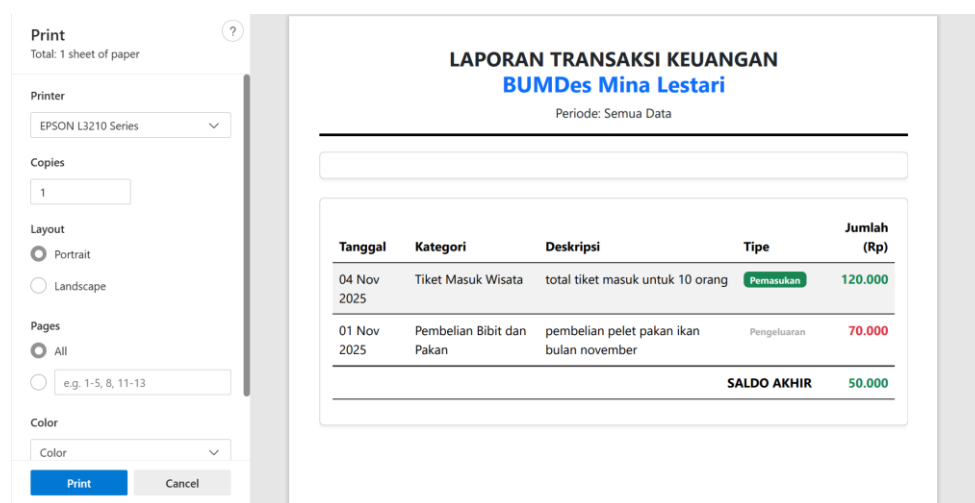 Print
?
Total: 1 sheet of paper
Printer
EPSON L3210 Series
Copies
1
Layout
Portrait
Landscape
Pages
All
e.g. 1-5, 8, 11-13
Color
Color
Print Cancel
LAPORAN TRANSAKSI KEUANGAN
BUMDes Mina Lestari
Periode: Semua Data
Jumlah
Tanggal Kategori Deskripsi Tipe (Rp)
04 Nov Tiket Masuk Wisata total tiket masuk untuk 10 orang Pemasukan 120.000
2025
01 Nov Pembelian Bibit dan pembelian pelet pakan ikan Pengeluaran 70.000
2025 Pakan bulan november
SALDO AKHIR 50.000